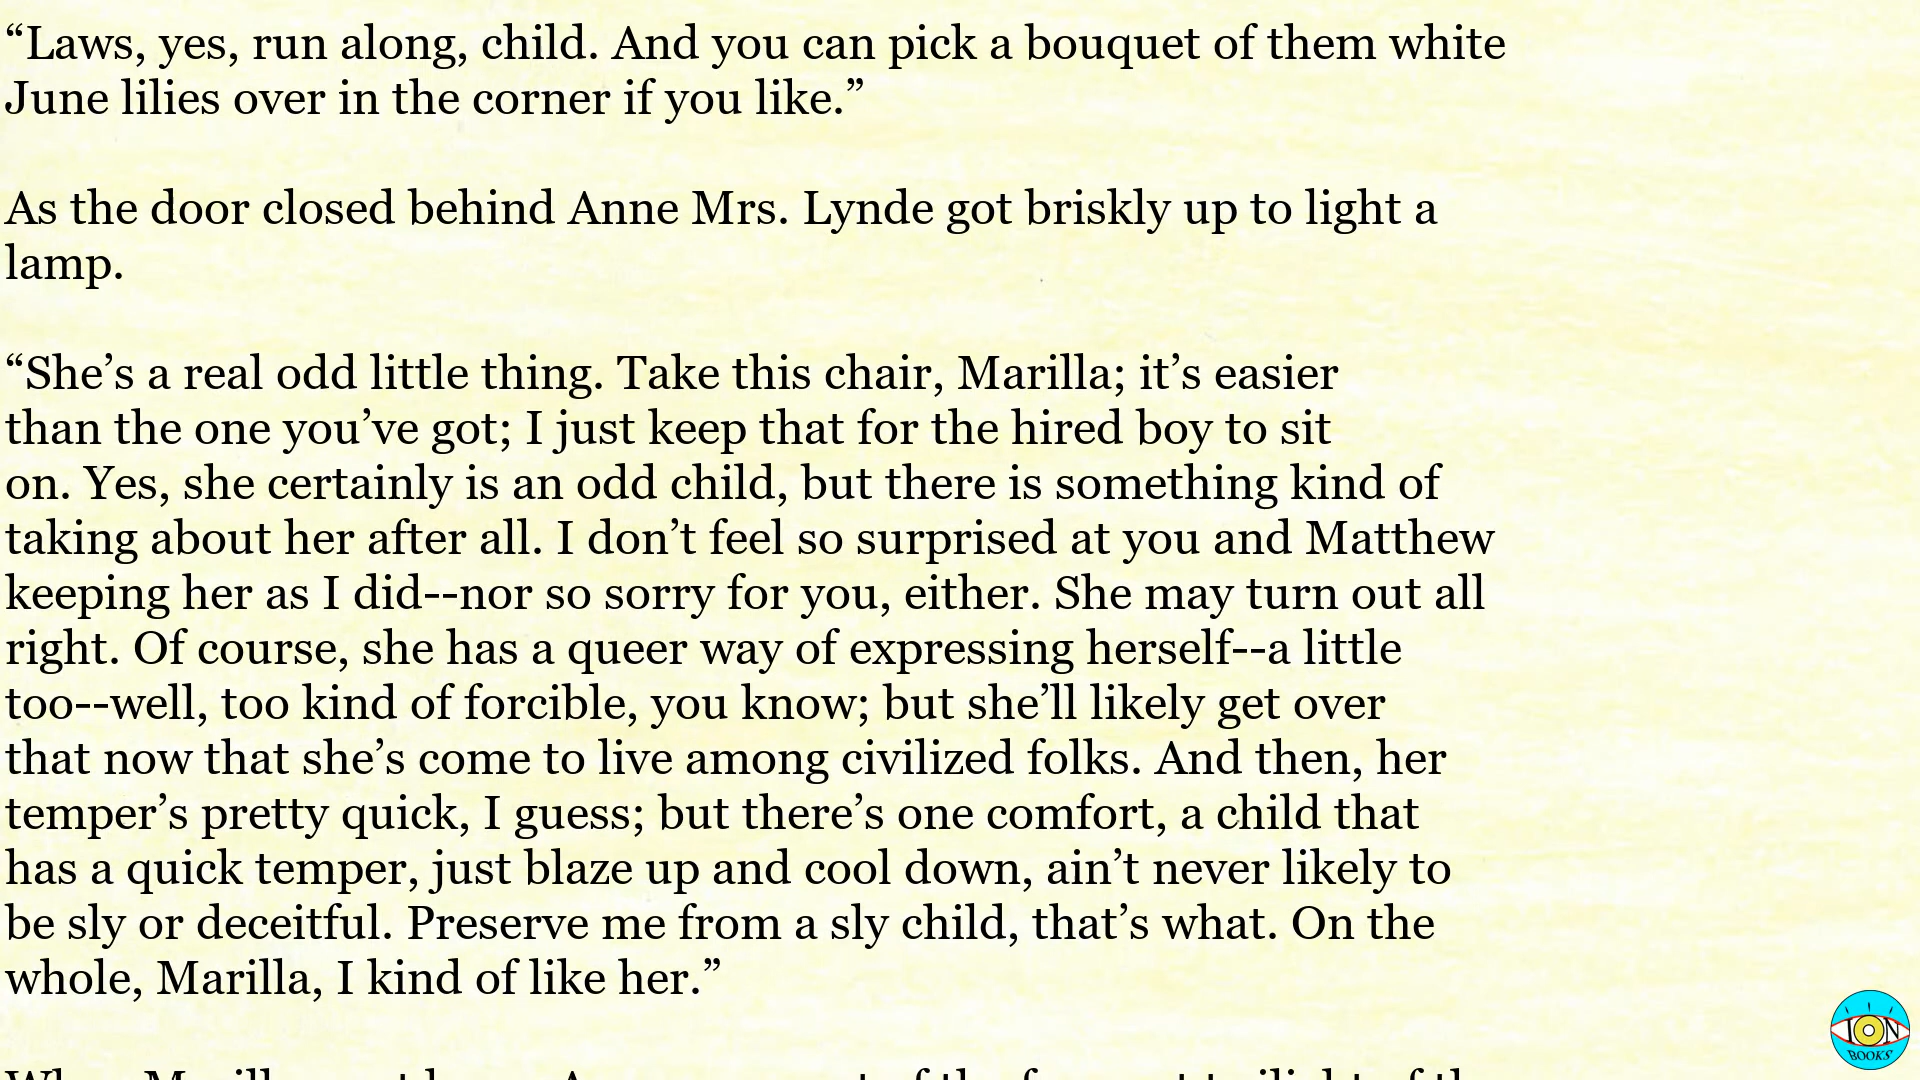 “Laws, yes, run along, child. And you can pick a bouquet of them white
June lilies over in the corner if you like.”
As the door closed behind Anne Mrs. Lynde got briskly up to light a
lamp.
“She’s a real odd little thing. Take this chair, Marilla; it’s easier
than the one you’ve got; I just keep that for the hired boy to sit
on. Yes, she certainly is an odd child, but there is something kind of
taking about her after all. I don’t feel so surprised at you and Matthew
keeping her as I did--nor so sorry for you, either. She may turn out all
right. Of course, she has a queer way of expressing herself--a little
too--well, too kind of forcible, you know; but she’ll likely get over
that now that she’s come to live among civilized folks. And then, her
temper’s pretty quick, I guess; but there’s one comfort, a child that
has a quick temper, just blaze up and cool down, ain’t never likely to
be sly or deceitful. Preserve me from a sly child, that’s what. On the
whole, Marilla, I kind of like her.”
ION
BOOKS